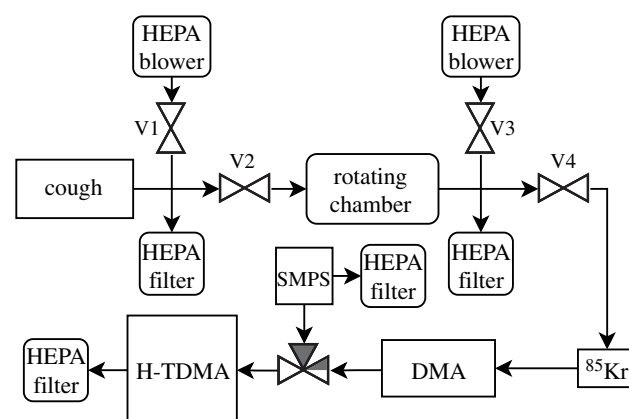 HEPA
blower
HEPA
blower
V1
V3
V2
V4
cough
rotating
chamber
HEPA
filter
SMPS
HEPA
filter
HEPA
filter
HEPA
filter
H-TDMA
DMA
⁸⁵Kr